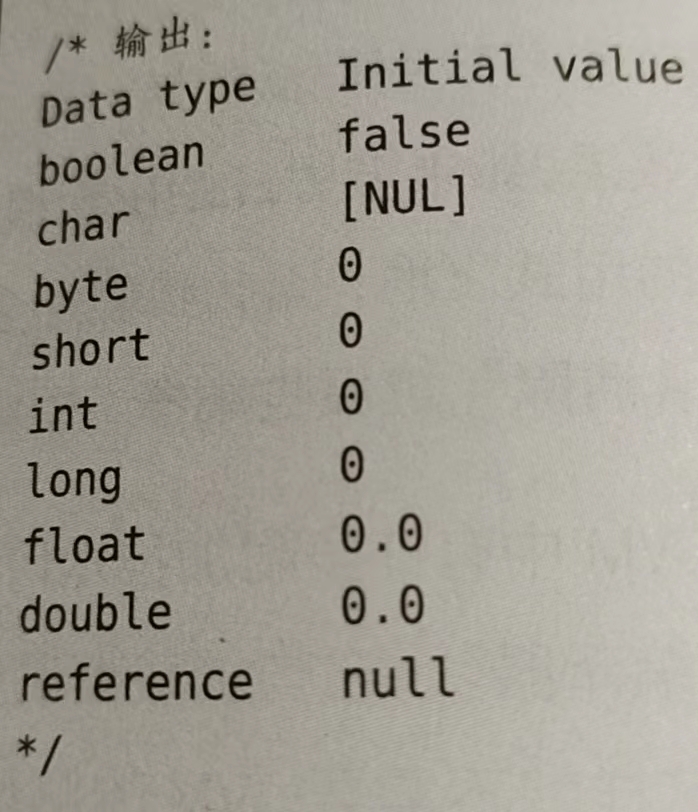 /* 输出:
Data type Initial value
boolean false
char [NUL]
byte 0
short 0
int 0
long 0
float 0.0
double 0.0
reference null
*/